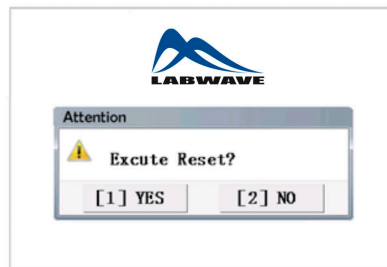 LABWAVE
Attention
Excute Reset?
[1] YES
[2] NO